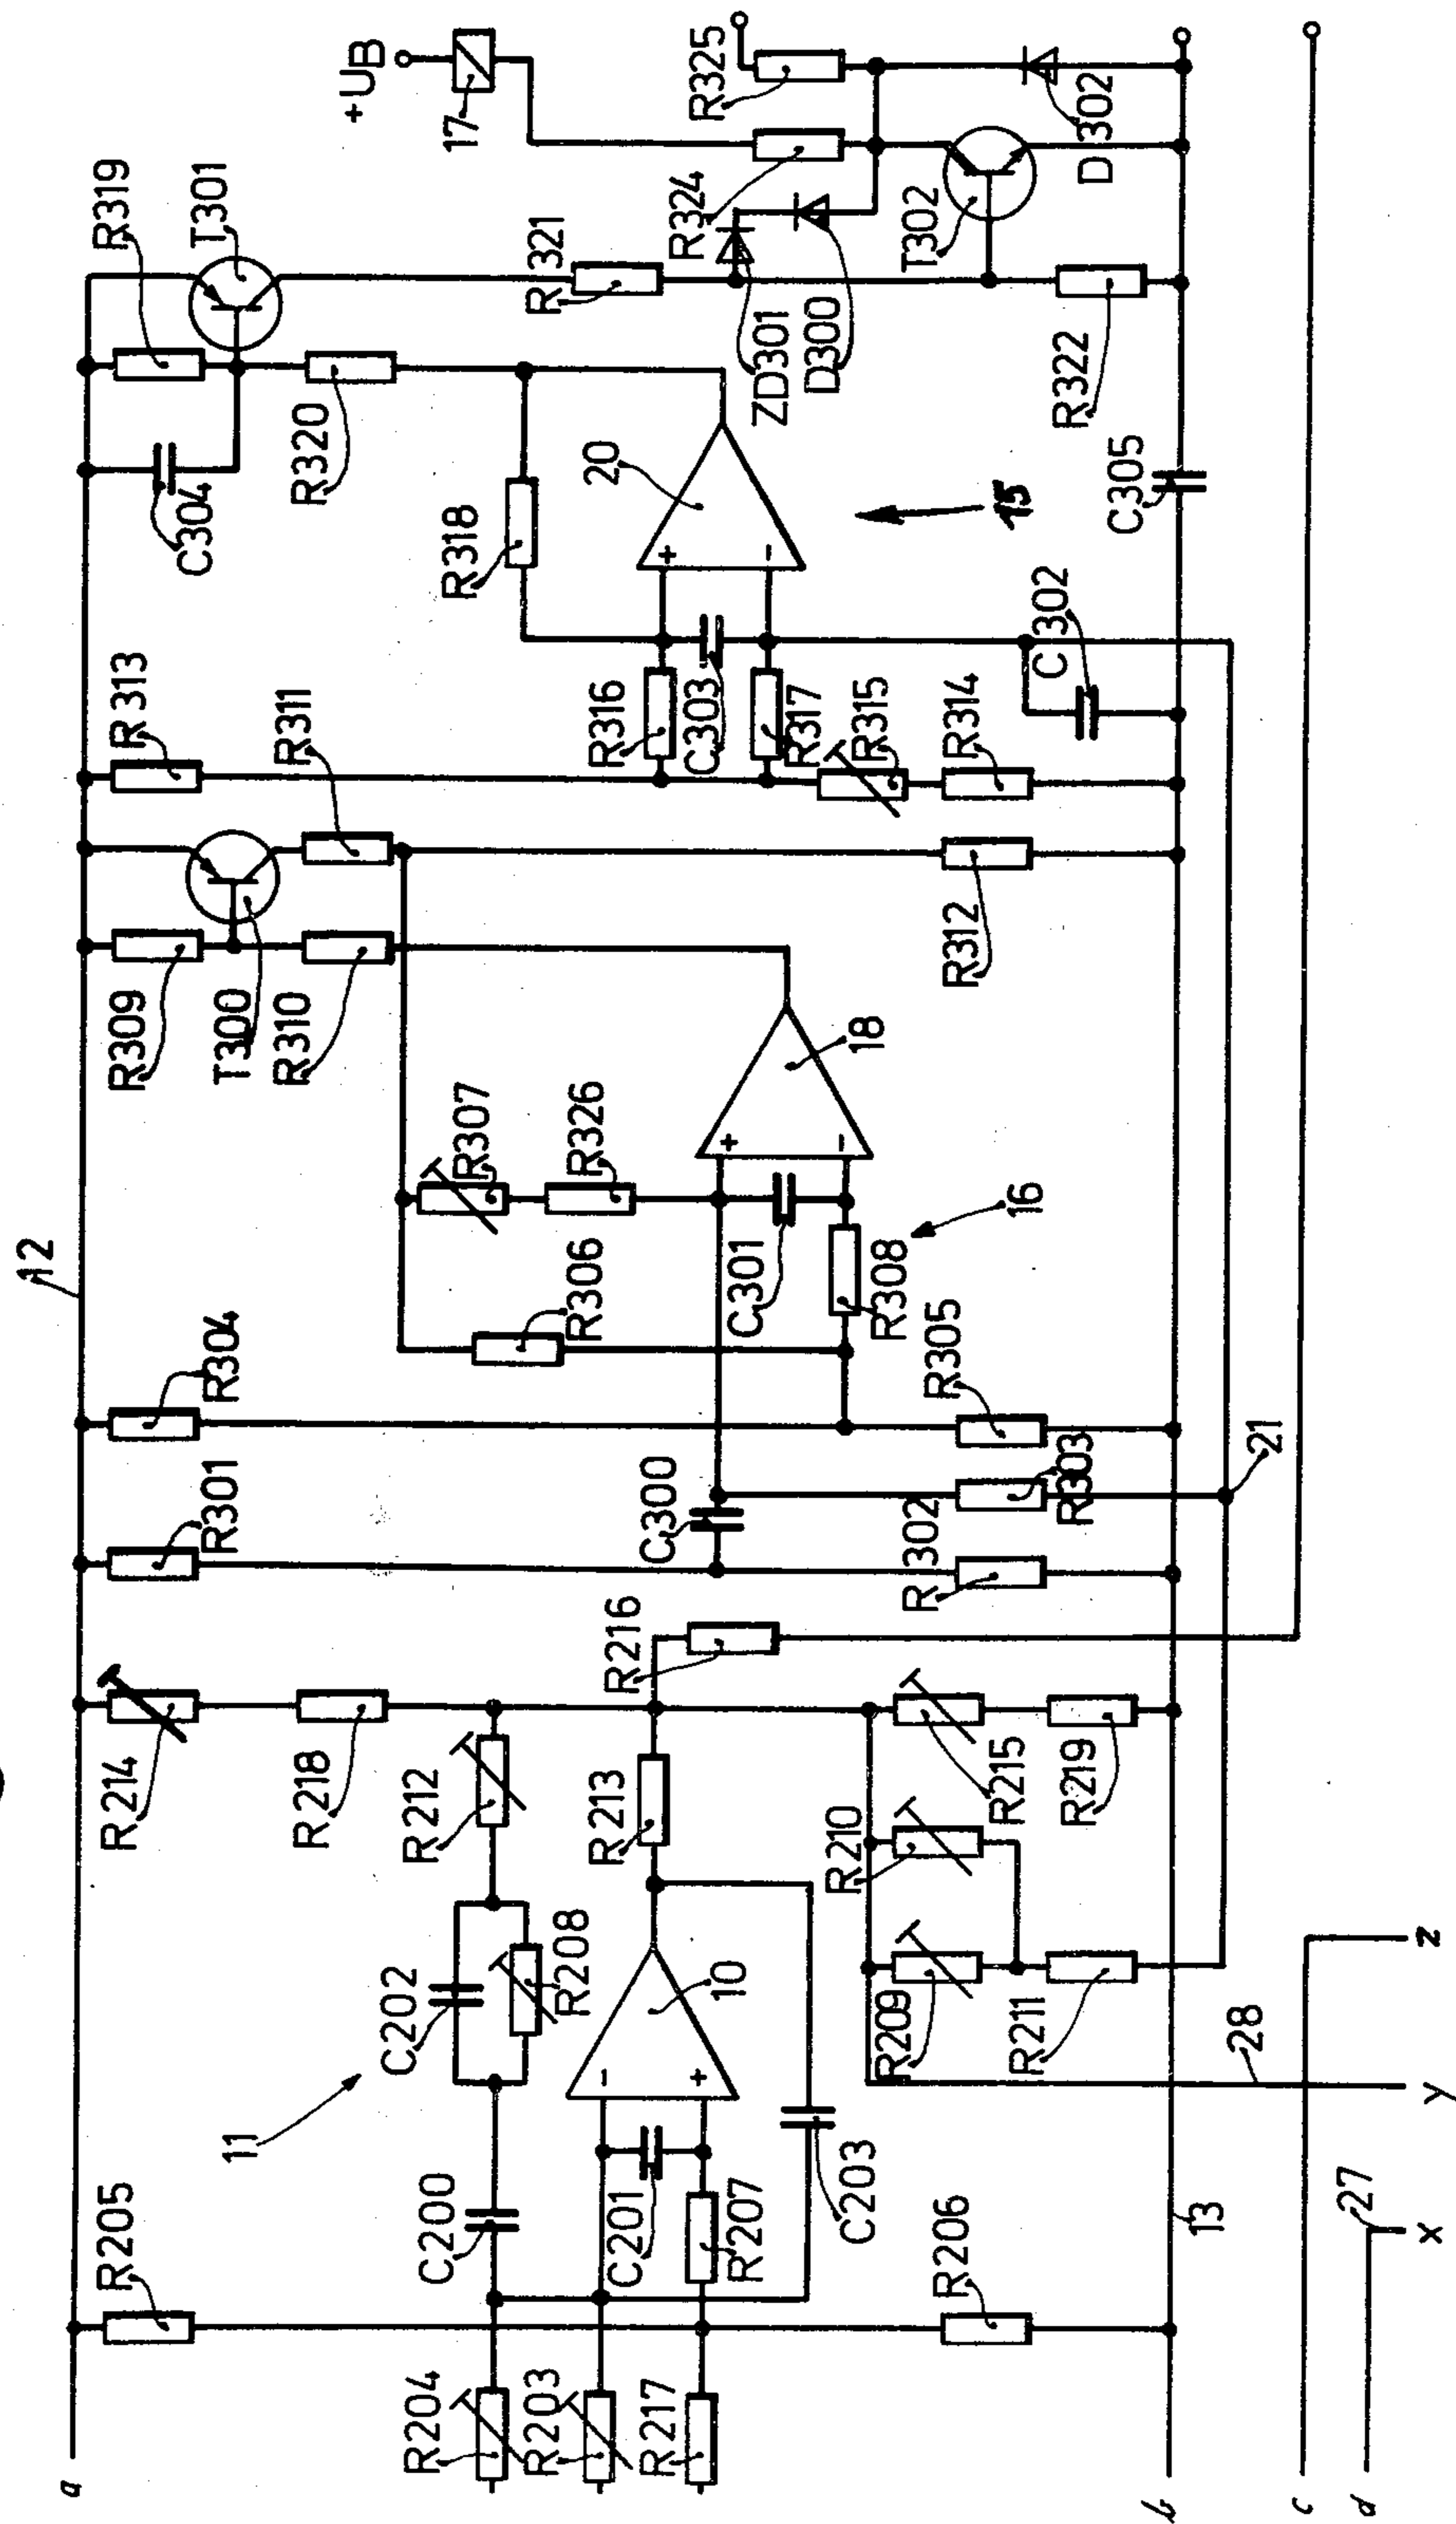 a
12
R205
R214
R301
R304
R309
T300
R310
R313
R311
R319
T301
C304
R320
+UB
17
R325
R218
R204
C200
11
C202
R208
R212
R203
C201
R207
10
R213
R216
C300
R306
R307
R326
C301
R308
16
18
R318
R316
C303
R317
R315
R314
20
15
R321
R324
ZD301
D300
T302
D302
R217
C203
R206
R209
R210
R211
R215
R219
R302
R303
R305
R312
C302
C305
R322
b
13
28
21
c
d
27
x
y
z